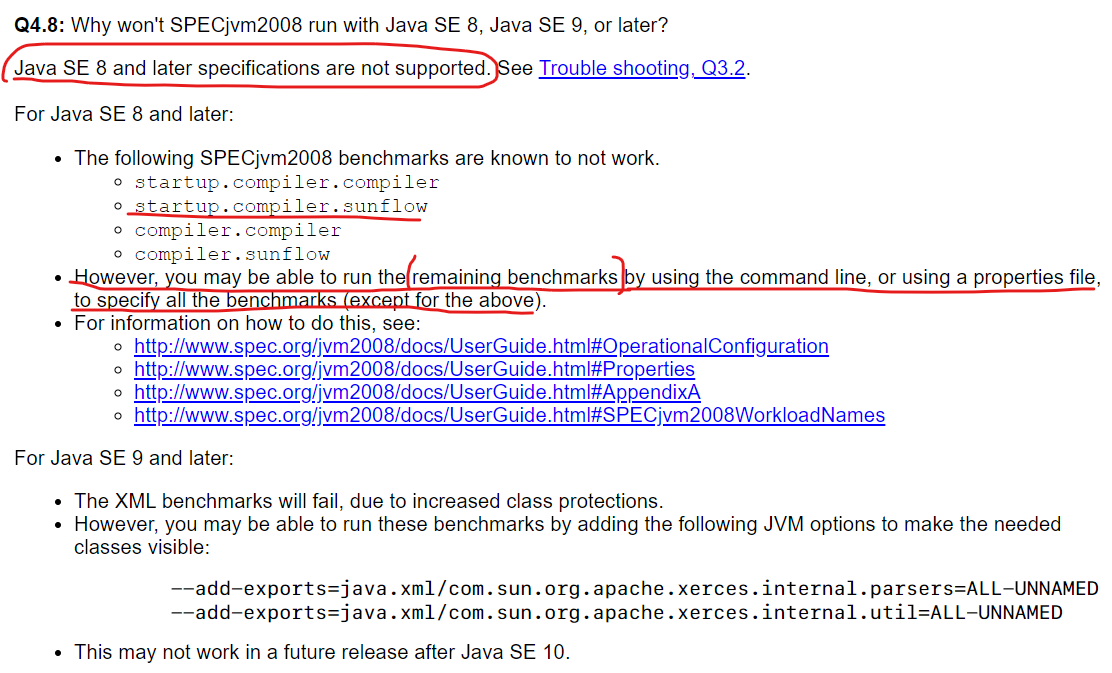 Q4.8: Why won't SPECjvm2008 run with Java SE 8, Java SE 9, or later?
Java SE 8 and later specifications are not supported. See Trouble shooting, Q3.2.
For Java SE 8 and later:
• The following SPECjvm2008 benchmarks are known to not work.
◦ startup.compiler.compiler
◦ startup.compiler.sunflow
◦ compiler.compiler
◦ compiler.sunflow
• However, you may be able to run the remaining benchmarks by using the command line, or using a properties file,
to specify all the benchmarks (except for the above).
• For information on how to do this, see:
◦ http://www.spec.org/jvm2008/docs/UserGuide.html#OperationalConfiguration
◦ http://www.spec.org/jvm2008/docs/UserGuide.html#Properties
◦ http://www.spec.org/jvm2008/docs/UserGuide.html#AppendixA
◦ http://www.spec.org/jvm2008/docs/UserGuide.html#SPECjvm2008WorkloadNames
For Java SE 9 and later:
• The XML benchmarks will fail, due to increased class protections.
• However, you may be able to run these benchmarks by adding the following JVM options to make the needed
classes visible:
--add-exports=java.xml/com.sun.org.apache.xerces.internal.parsers=ALL-UNNAMED
--add-exports=java.xml/com.sun.org.apache.xerces.internal.util=ALL-UNNAMED
• This may not work in a future release after Java SE 10.